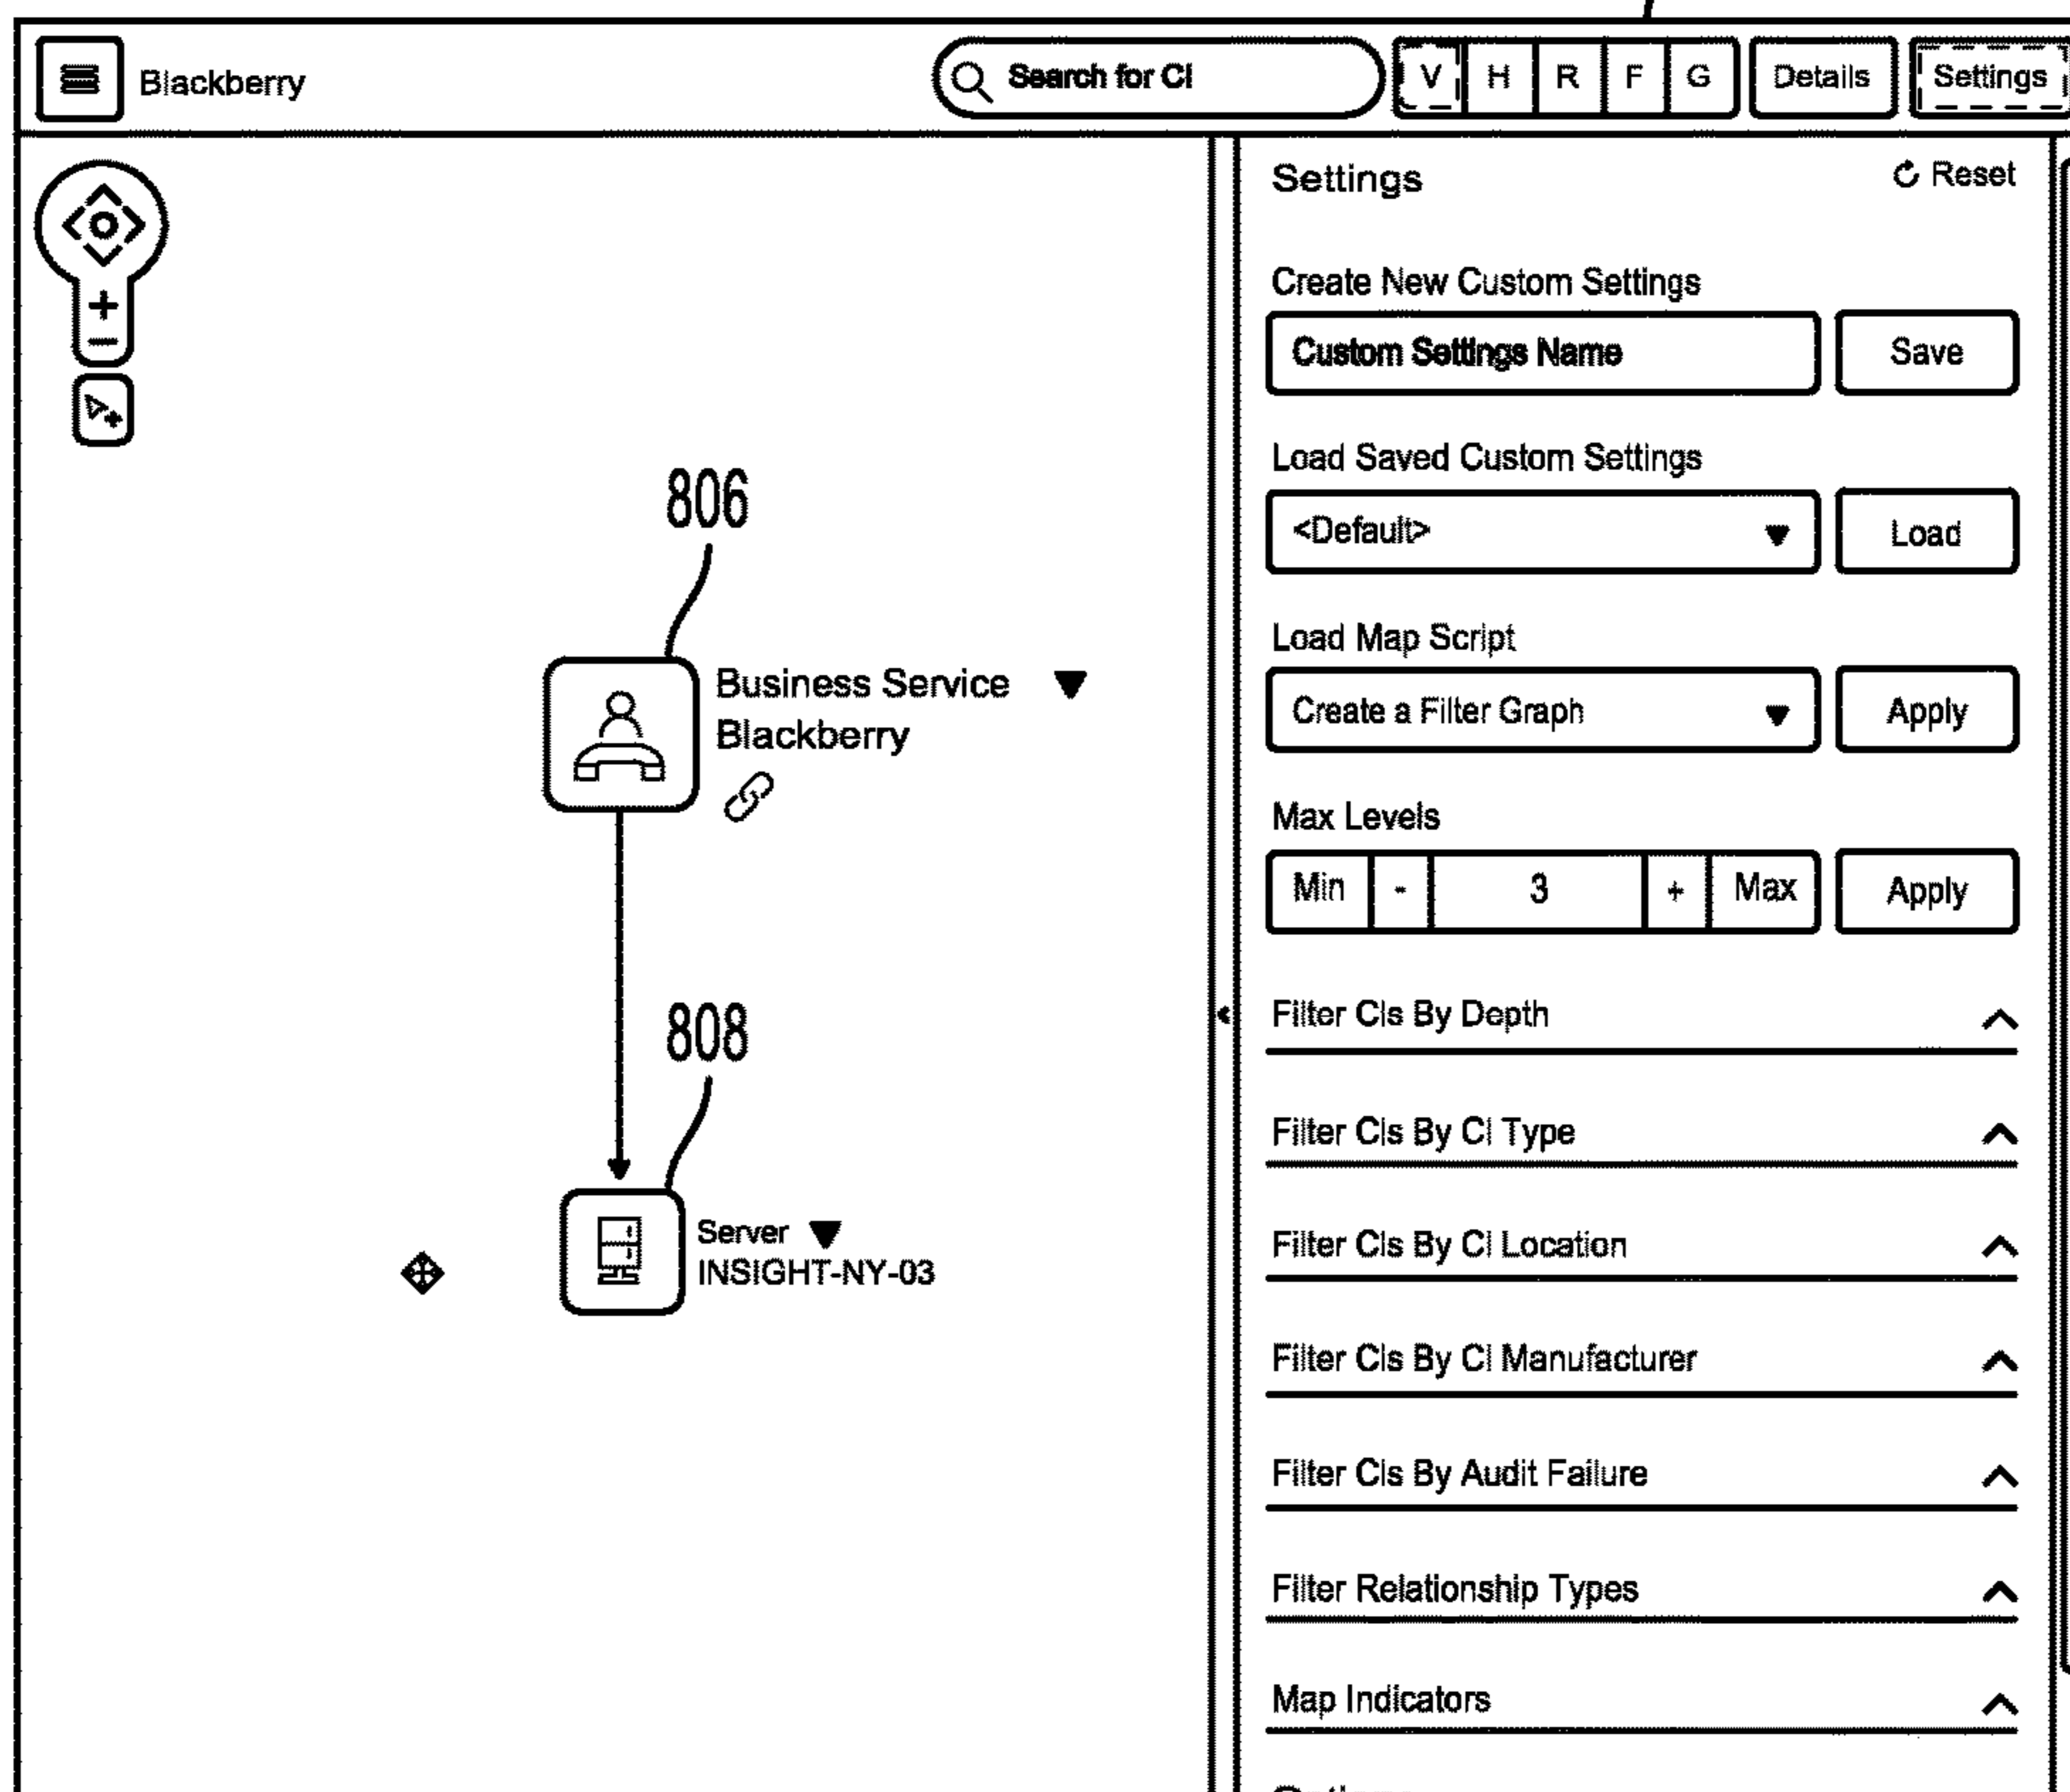 Blackberry
Search for CI
V H R F G
Details
Settings
Settings
Reset
Create New Custom Settings
Custom Settings Name
Save
Load Saved Custom Settings
<Default>
Load
Load Map Script
Create a Filter Graph
Apply
Max Levels
Min - 3 + Max
Apply
Filter CIs By Depth
Filter CIs By CI Type
Filter CIs By CI Location
Filter CIs By CI Manufacturer
Filter CIs By Audit Failure
Filter Relationship Types
Map Indicators
806
Business Service
Blackberry
808
Server
INSIGHT-NY-03